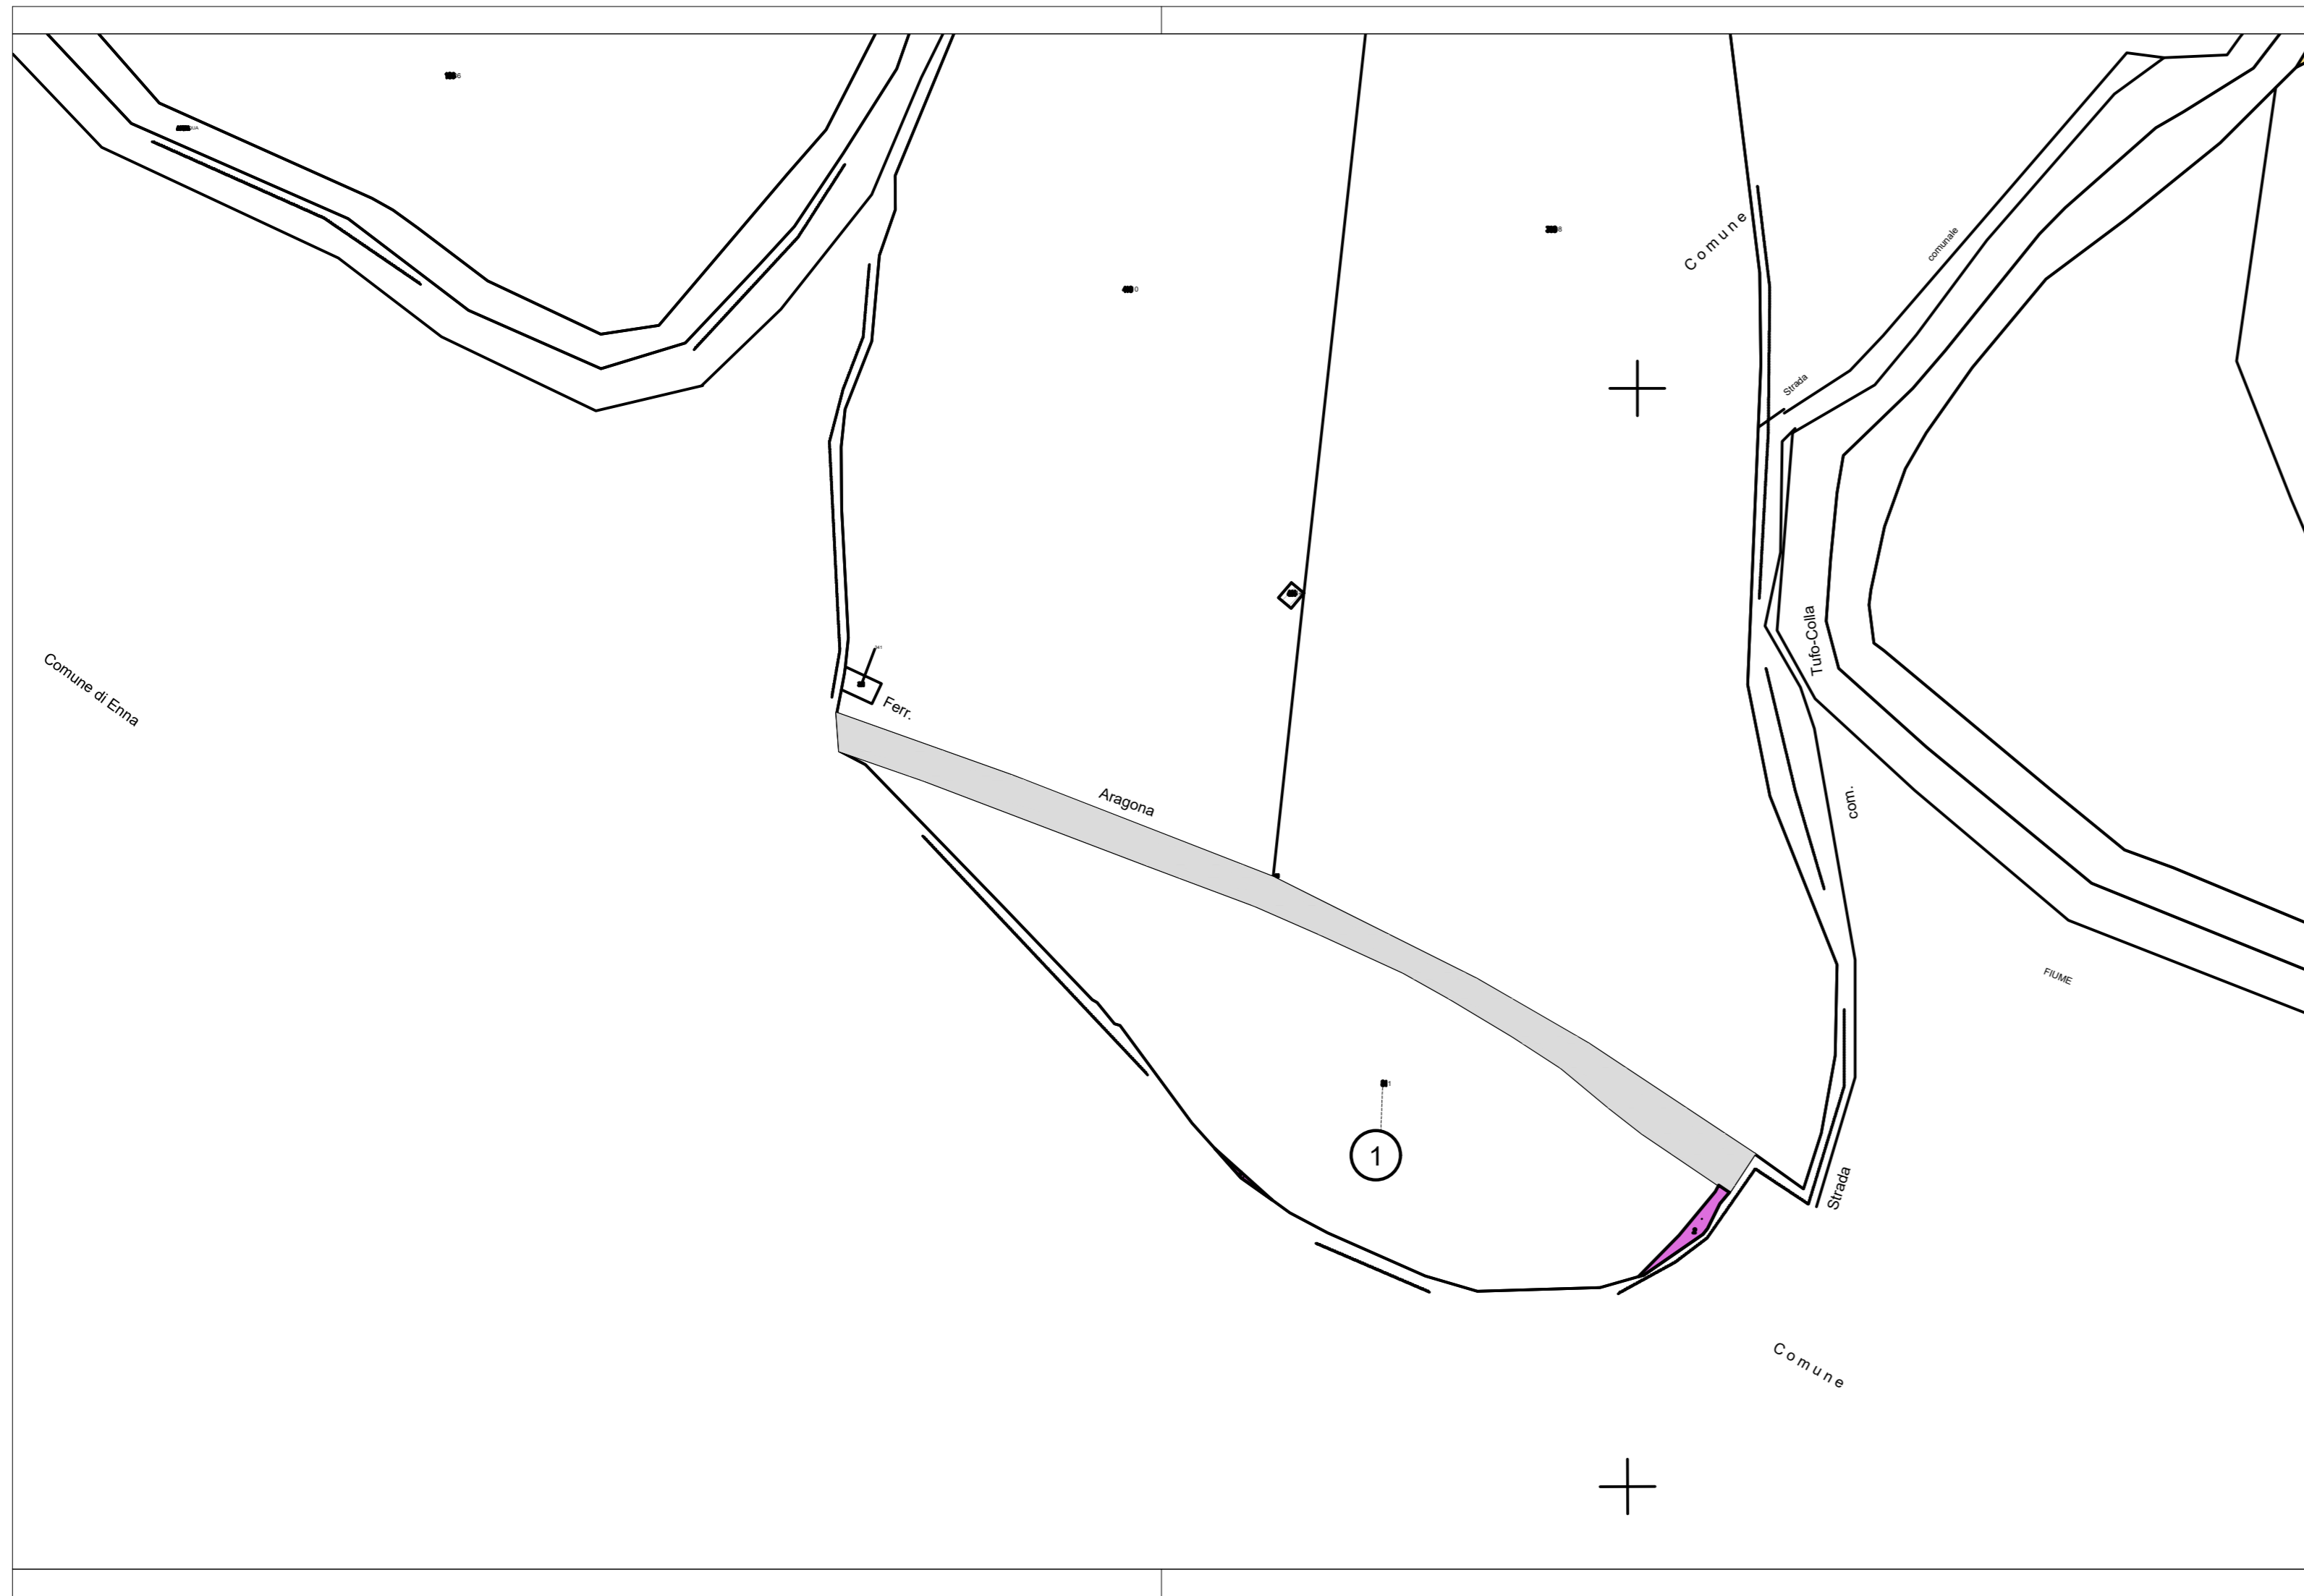 Comune
comunale
Strada
Tufo-Colla
Comune di Enna
Ferr.
Aragona
com.
FIUME
1
Strada
Comune